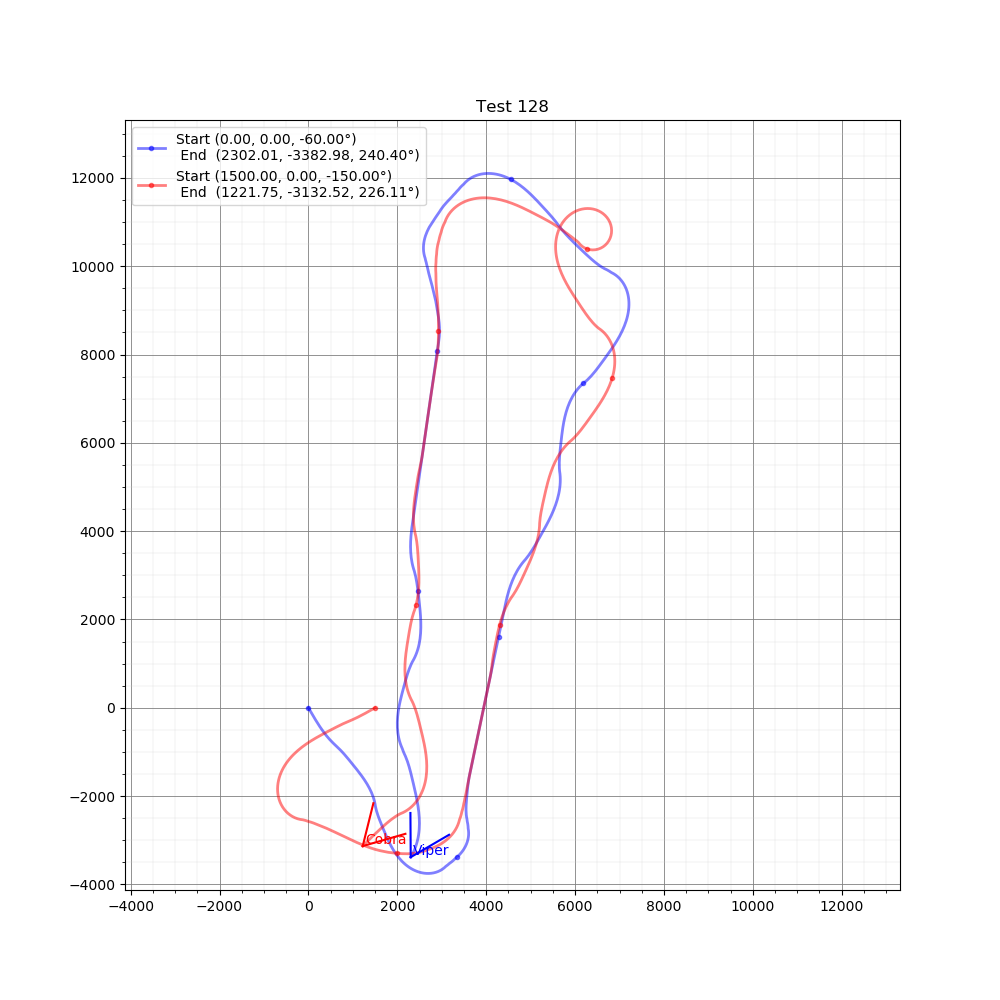 Test 128
Start (0.00, 0.00, -60.00°)
End (2302.01, -3382.98, 240.40°)
Start (1500.00, 0.00, -150.00°)
End (1221.75, -3132.52, 226.11°)
12000
10000
8000
6000
4000
2000
0
−2000
−4000
Cobra
Viper
−4000 −2000 0 2000 4000 6000 8000 10000 12000